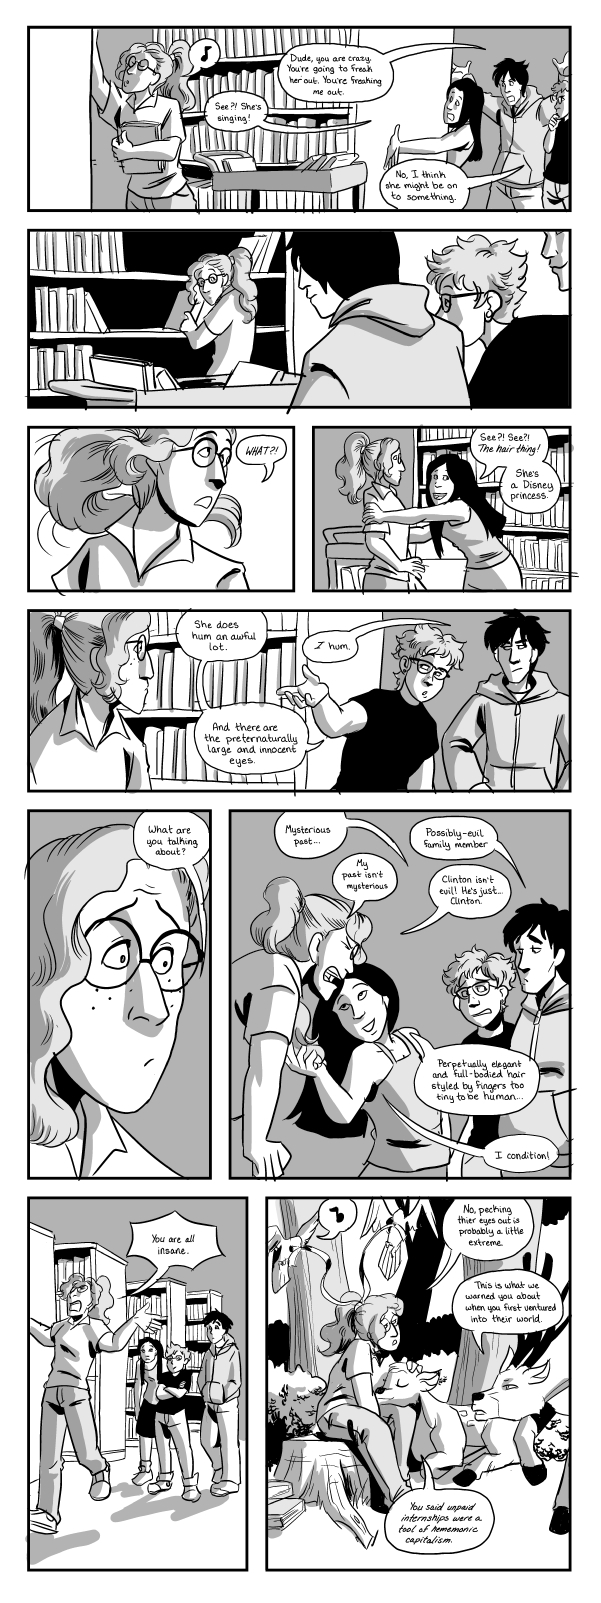 Dude, you are crazy.
You're going to freak
her out. You're freaking
me out.
See?! She's
singing!
No, I think
she might be on
to something.
WHAT?!
See?! See?!
The hair thing!
She's
a Disney
princess.
She does
hum an awful
lot.
I hum.
And there are
the preternaturally
large and innocent
eyes.
What are
you talking
about?
Mysterious
past...
My
past isn't
mysterious
Possibly-evil
family member
Clinton isn't
evil! He's just...
Clinton.
Perpetually elegant
and full-bodied hair
styled by fingers too
tiny to be human...
I condition!
You are all
insane.
No, pecking
thier eyes out is
probably a little
extreme.
This is what we
warned you about
when you first ventured
into their world.
You said unpaid
internships were a
tool of hememonic
capitalism.